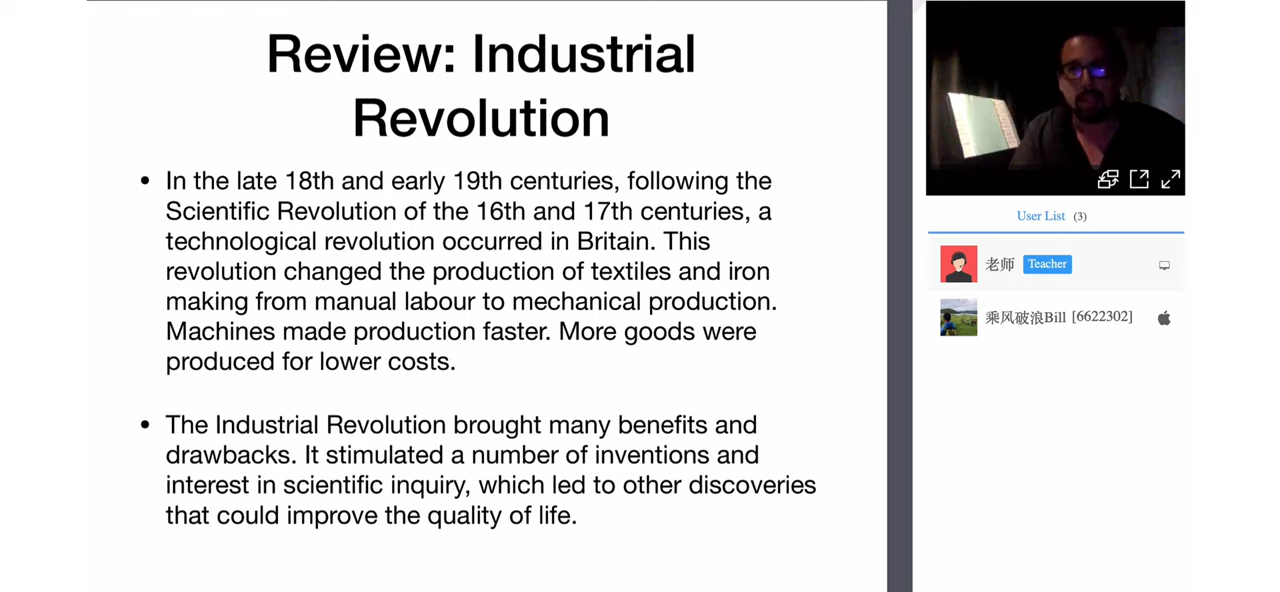 Review: Industrial
Revolution
• In the late 18th and early 19th centuries, following the
Scientific Revolution of the 16th and 17th centuries, a
technological revolution occurred in Britain. This
revolution changed the production of textiles and iron
making from manual labour to mechanical production.
Machines made production faster. More goods were
produced for lower costs.
• The Industrial Revolution brought many benefits and
drawbacks. It stimulated a number of inventions and
interest in scientific inquiry, which led to other discoveries
that could improve the quality of life.
User List (3)
老师 Teacher
乘风破浪Bill [6622302]